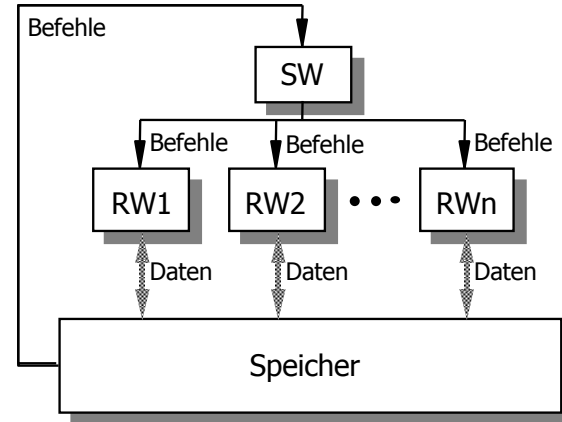 Befehle
SW
Befehle
Befehle
Befehle
RW1
RW2
• • •
RWn
Daten
Daten
Daten
Speicher